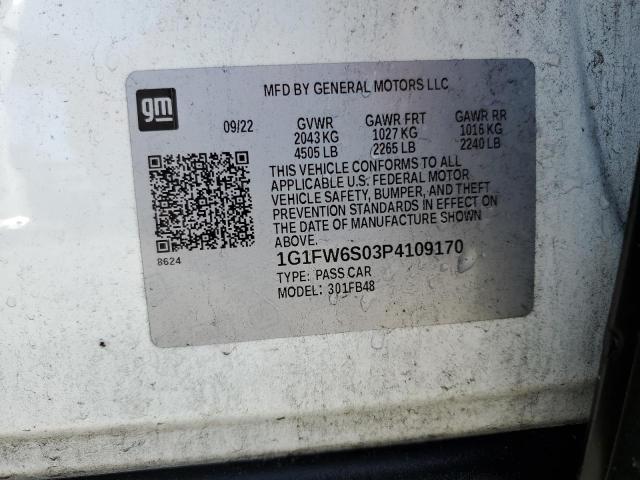 gm
MFD BY GENERAL MOTORS LLC
09/22 GVWR GAWR FRT GAWR RR
2043 KG 1027 KG 1016 KG
4505 LB 2265 LB 2240 LB
THIS VEHICLE CONFORMS TO ALL
APPLICABLE U.S. FEDERAL MOTOR
VEHICLE SAFETY, BUMPER, AND THEFT
PREVENTION STANDARDS IN EFFECT ON
THE DATE OF MANUFACTURE SHOWN
ABOVE.
8624
1G1FW6S03P4109170
TYPE: PASS CAR
MODEL: 301FB48